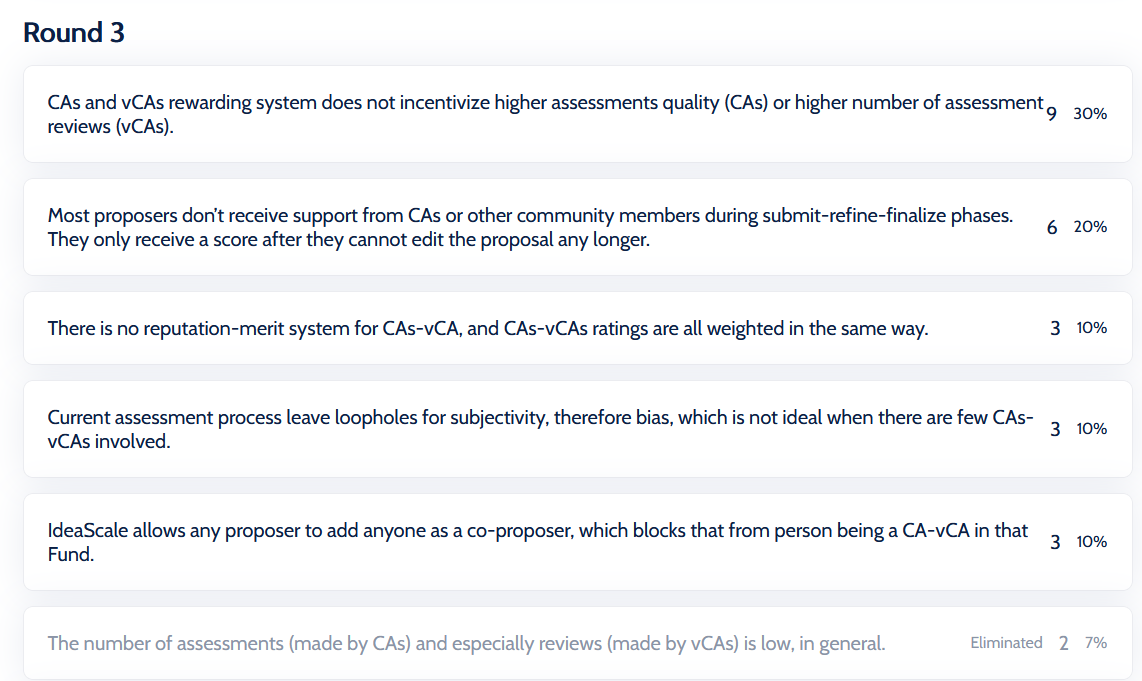 Round 3
CAs and vCAs rewarding system does not incentivize higher assessments quality (CAs) or higher number of assessment
reviews (vCAs).
9 30%
Most proposers don't receive support from CAs or other community members during submit-refine-finalize phases.
They only receive a score after they cannot edit the proposal any longer.
6 20%
There is no reputation-merit system for CAs-vCA, and CAs-vCAs ratings are all weighted in the same way.
3 10%
Current assessment process leave loopholes for subjectivity, therefore bias, which is not ideal when there are few CAs-
vCAs involved.
3 10%
IdeaScale allows any proposer to add anyone as a co-proposer, which blocks that from person being a CA-vCA in that
Fund.
3 10%
The number of assessments (made by CAs) and especially reviews (made by vCAs) is low, in general.
Eliminated 2 7%